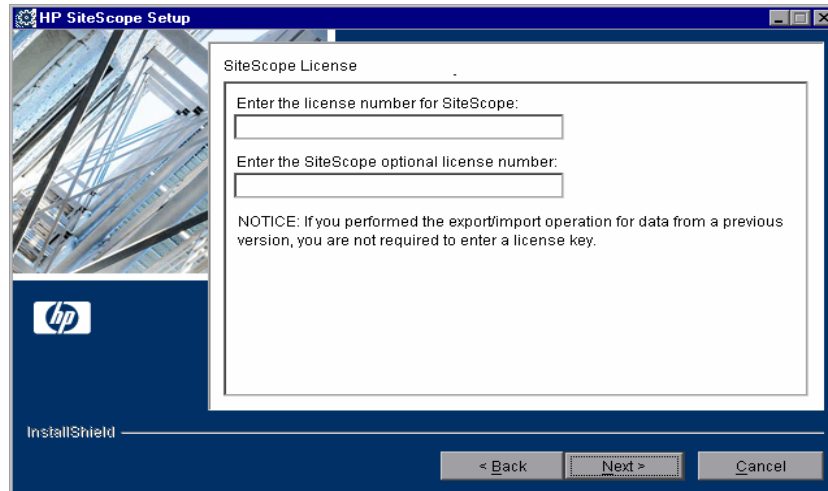 HP SiteScope Setup
SiteScope License
Enter the license number for SiteScope:
Enter the SiteScope optional license number:
NOTICE: If you performed the export/import operation for data from a previous
version, you are not required to enter a license key.
hp
InstallShield
< Back
Next >
Cancel